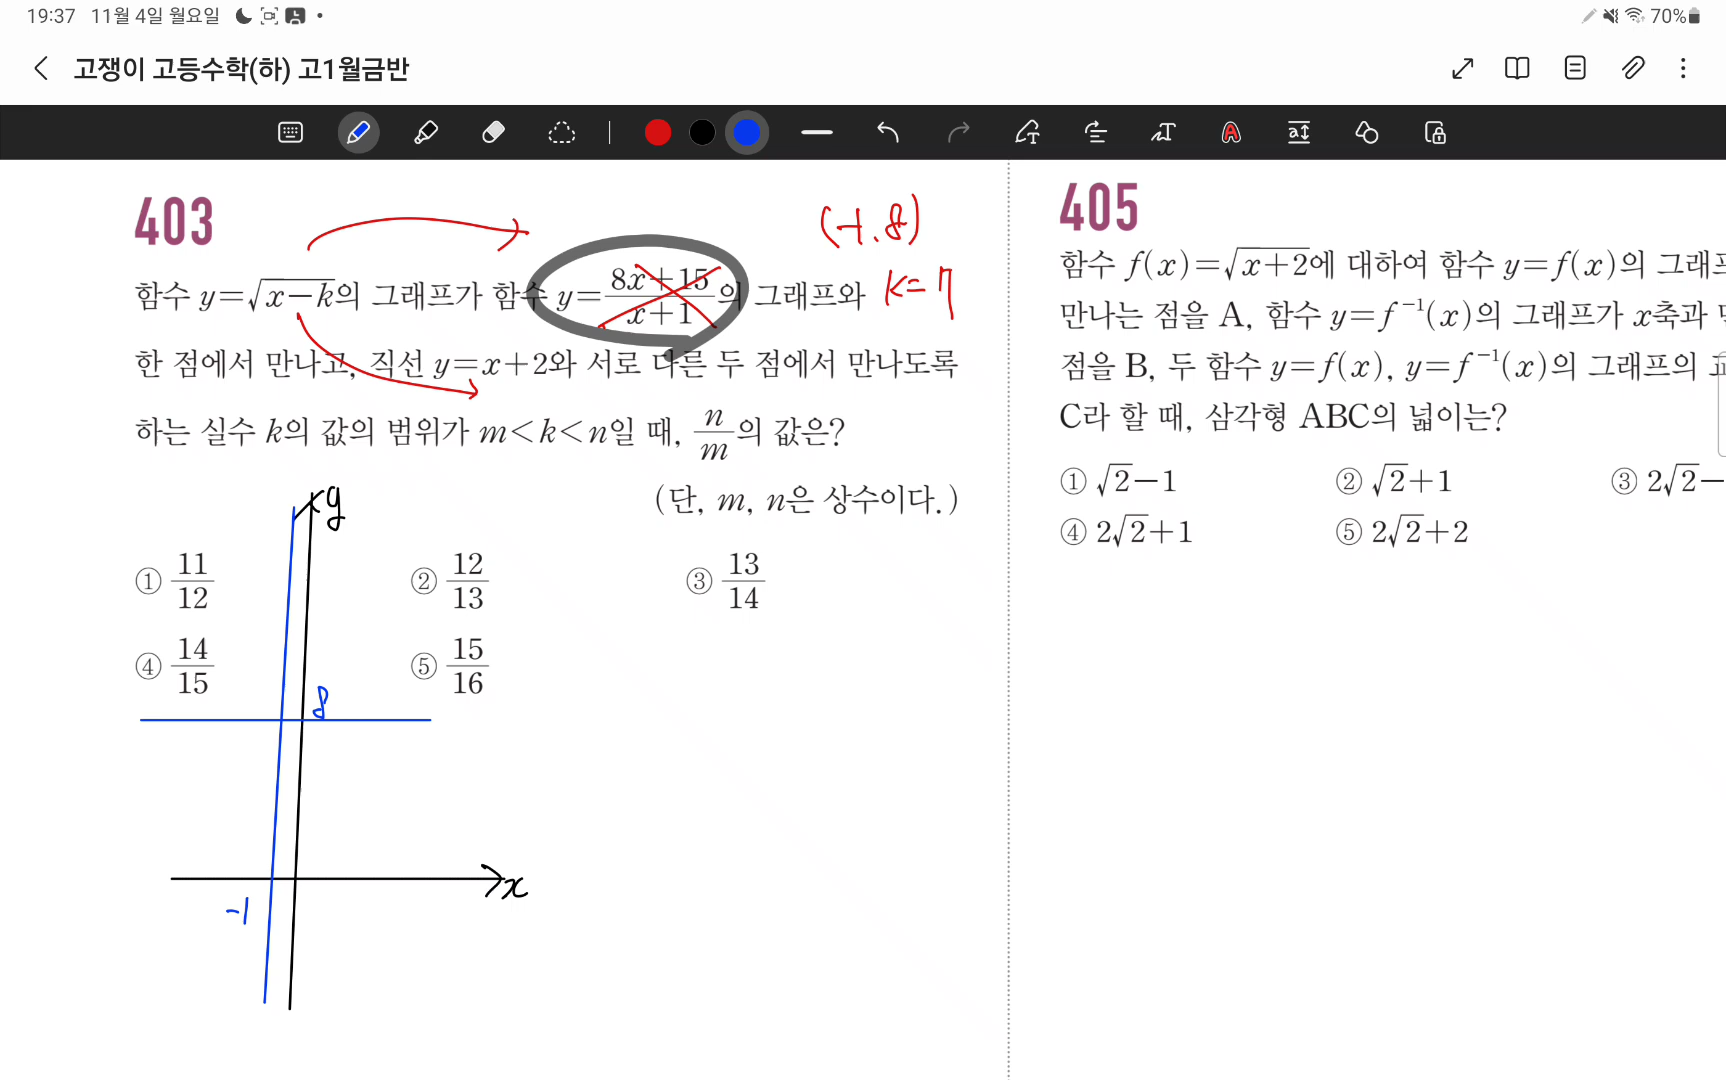 19:37 11월 4일 월요일 70%
고쟁이 고등수학(하) 고1월금반
403
(-1.8)
함수 y=√(x-k)의 그래프가 함수 y=(8x+15)/(x+1)의 그래프와 k=7
한 점에서 만나고, 직선 y=x+2와 서로 다른 두 점에서 만나도록
하는 실수 k의 값의 범위가 m<k<n일 때, n/m의 값은?
(단, m, n은 상수이다.)
① 11/12 ② 12/13 ③ 13/14
④ 14/15 ⑤ 15/16
y
8
x
-1
405
함수 f(x)=√(x+2)에 대하여 함수 y=f(x)의 그래프
만나는 점을 A, 함수 y=f⁻¹(x)의 그래프가 x축과
점을 B, 두 함수 y=f(x), y=f⁻¹(x)의 그래프의
C라 할 때, 삼각형 ABC의 넓이는?
① √2-1 ② √2+1 ③ 2√2-
④ 2√2+1 ⑤ 2√2+2